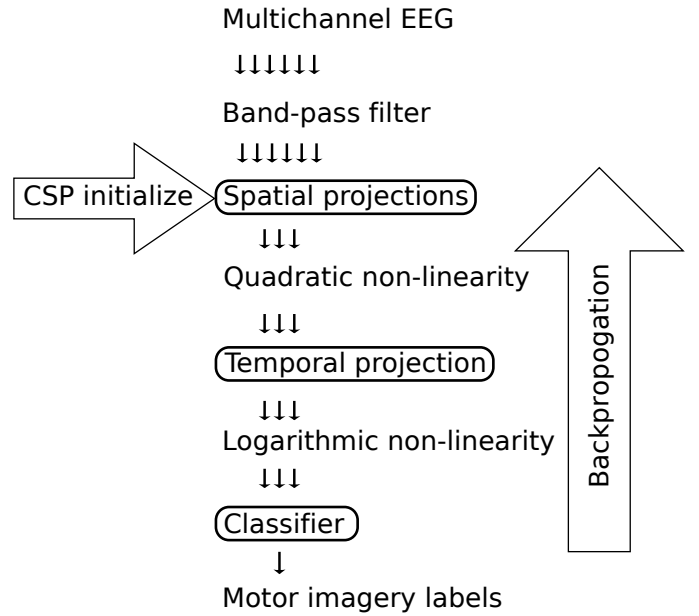 Multichannel EEG
Band-pass filter
CSP initialize
Spatial projections
Quadratic non-linearity
Temporal projection
Logarithmic non-linearity
Classifier
Motor imagery labels
Backpropogation